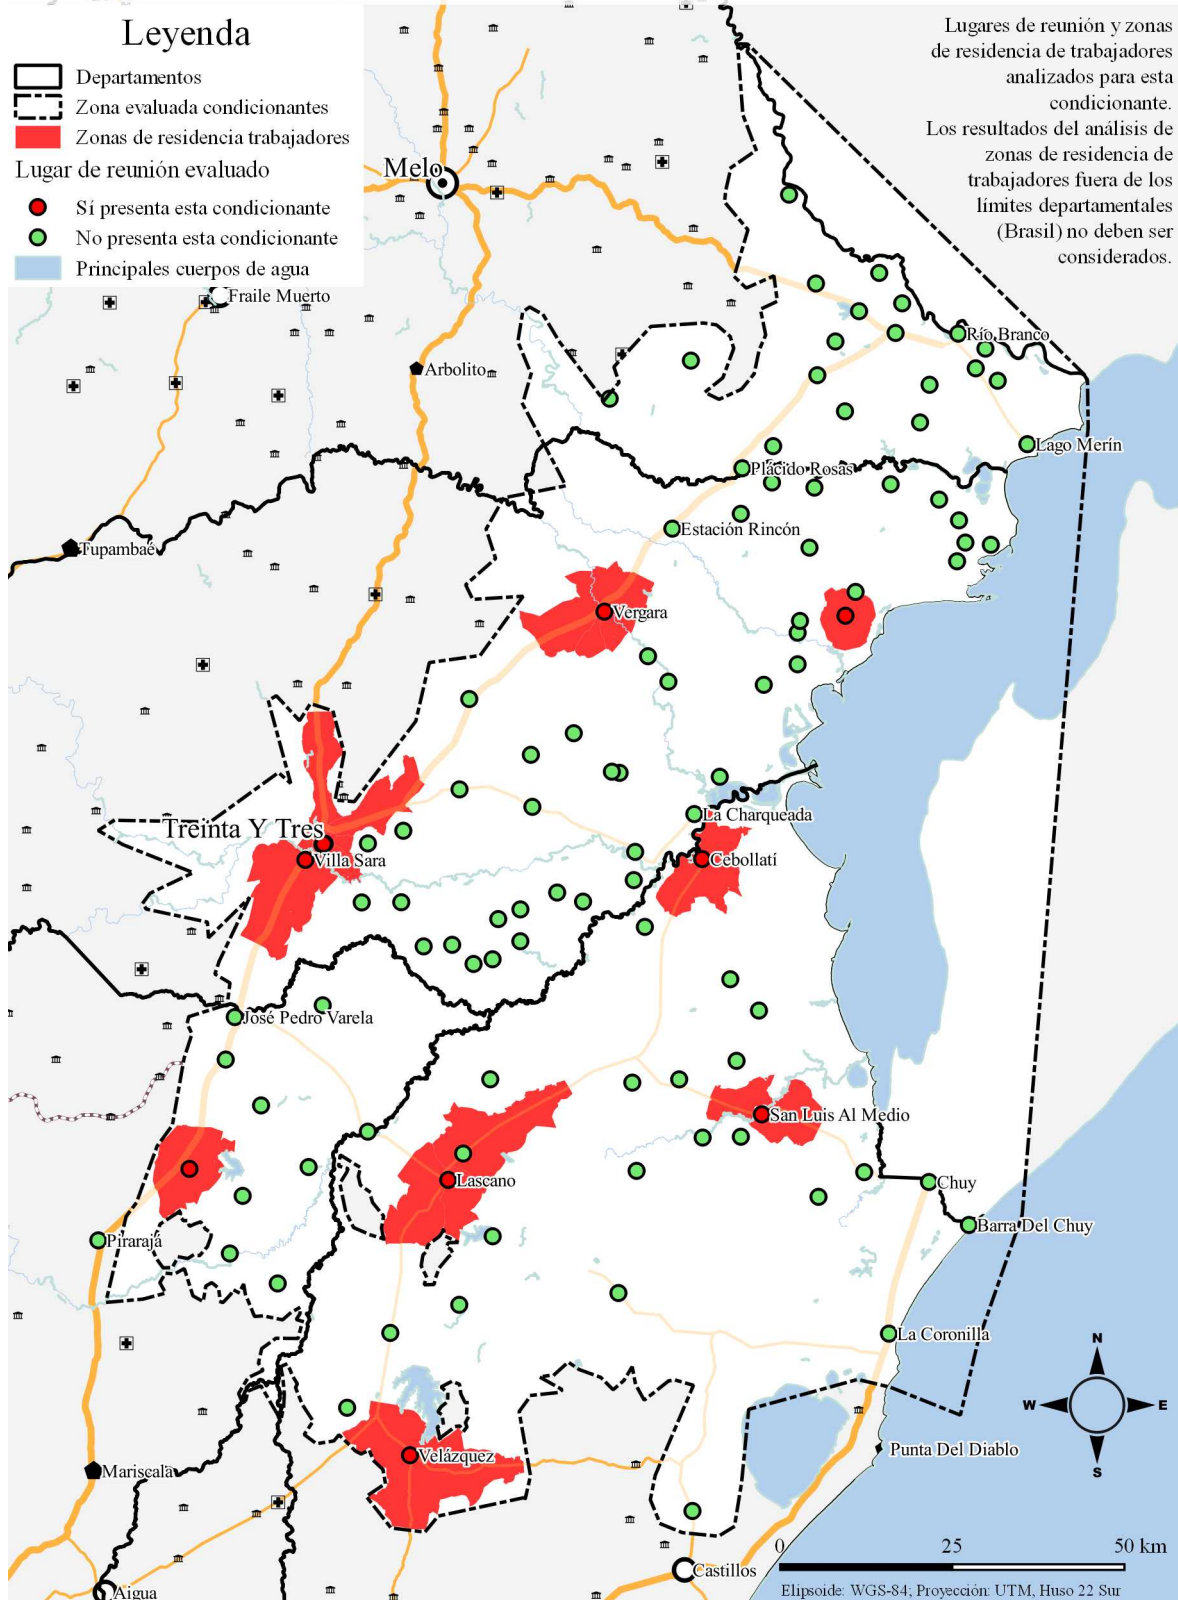 Leyenda
Departamentos
Zona evaluada condicionantes
Zonas de residencia trabajadores
Lugar de reunión evaluado
Sí presenta esta condicionante
No presenta esta condicionante
Principales cuerpos de agua
Lugares de reunión y zonas
de residencia de trabajadores
analizados para esta
condicionante.
Los resultados del análisis de
zonas de residencia de
trabajadores fuera de los
límites departamentales
(Brasil) no deben ser
considerados.
Melo
Fraile Muerto
Río Branco
Arbolito
Lago Merín
Plácido Rosas
Estación Rincón
Tupambaé
Vergara
La Charqueada
Treinta Y Tres
Villa Sara
Cebollatí
José Pedro Varela
San Luis Al Medio
Lascano
Chuy
Barra Del Chuy
Pirarajá
La Coronilla
N
W
E
S
Punta Del Diablo
Velázquez
Mariscala
0 25 50 km
Castillos
Aigua
Elipsoide: WGS-84; Proyección: UTM, Huso 22 Sur